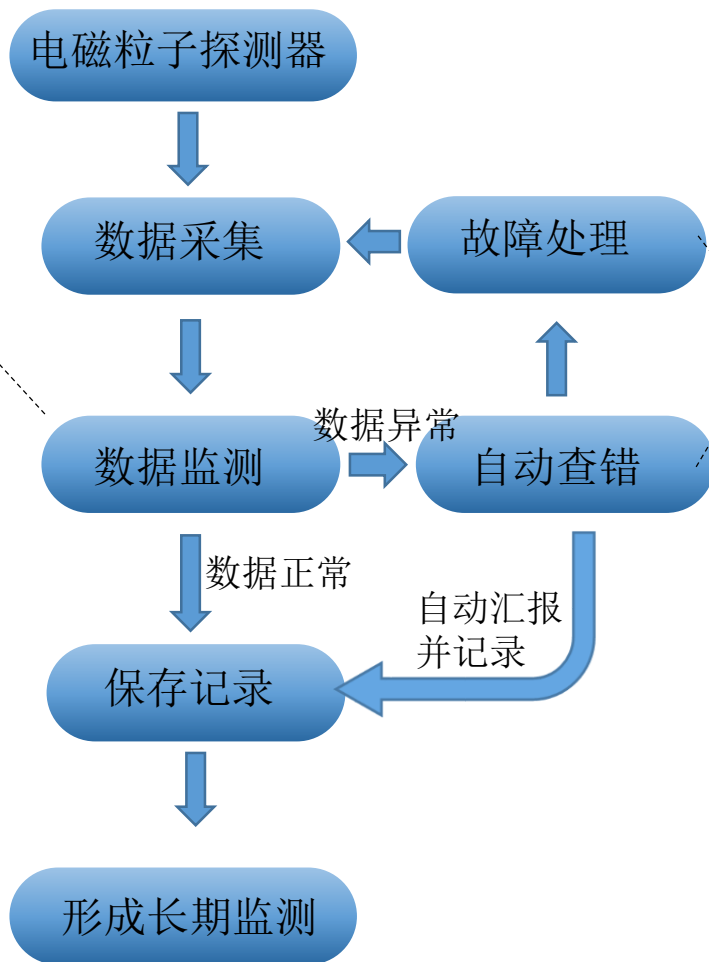 电磁粒子探测器
数据采集
故障处理
数据异常
数据监测
自动查错
数据正常
自动汇报
并记录
保存记录
形成长期监测